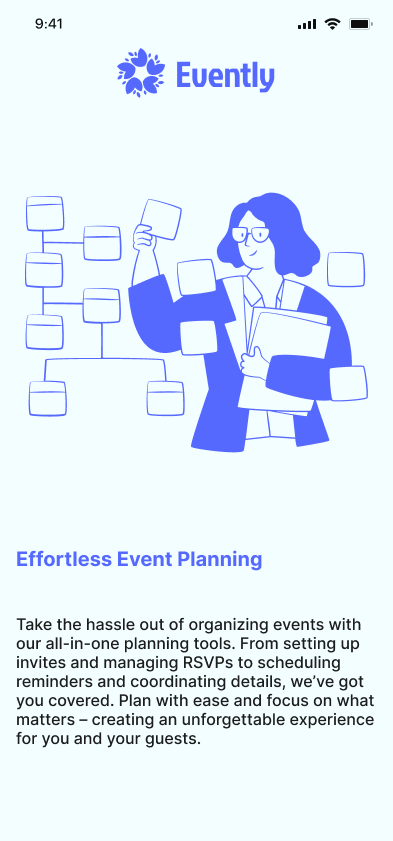 9:41
Evently
Effortless Event Planning
Take the hassle out of organizing events with
our all-in-one planning tools. From setting up
invites and managing RSVPs to scheduling
reminders and coordinating details, we’ve got
you covered. Plan with ease and focus on what
matters – creating an unforgettable experience
for you and your guests.